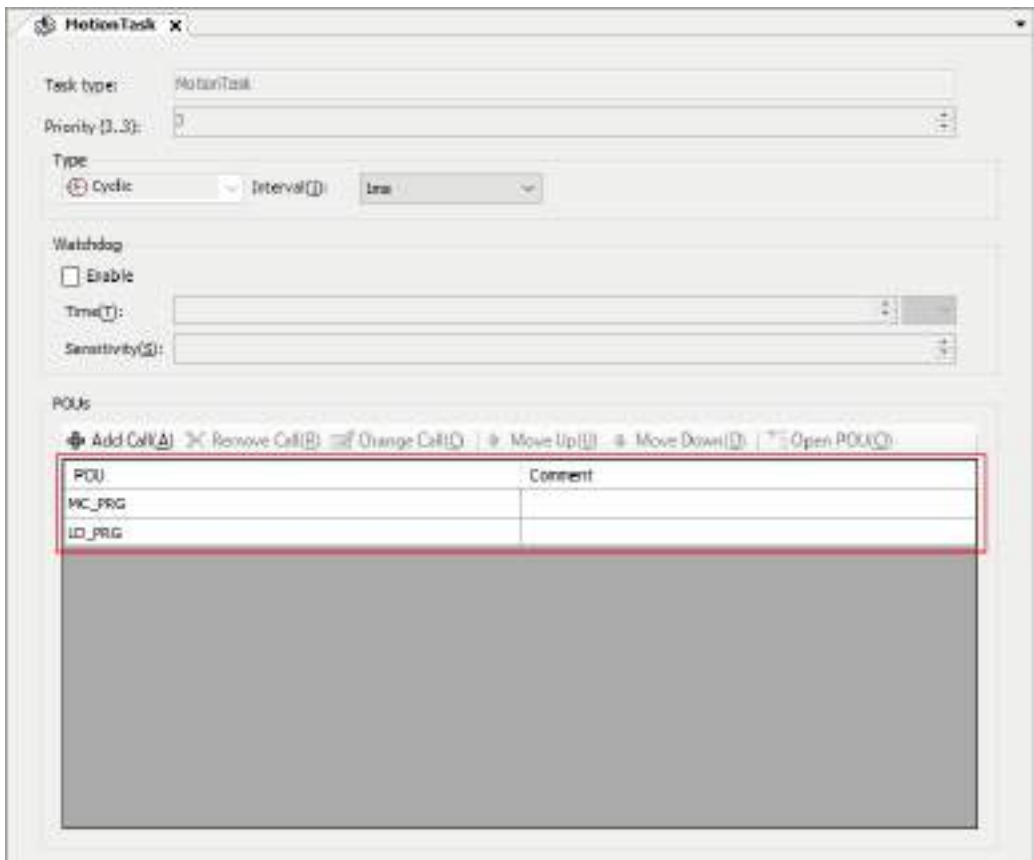 MotionTask
Task type: MotionTask
Priority (3..3): 3
Type
Cyclic Interval(I): 1ms
Watchdog
Enable
Time(T):
Sensitivity(S):
POUs
Add Call(A) Remove Call(R) Change Call(C) Move Up(U) Move Down(D) Open POU(O)
POU Comment
MC_PRG
LD_PRG